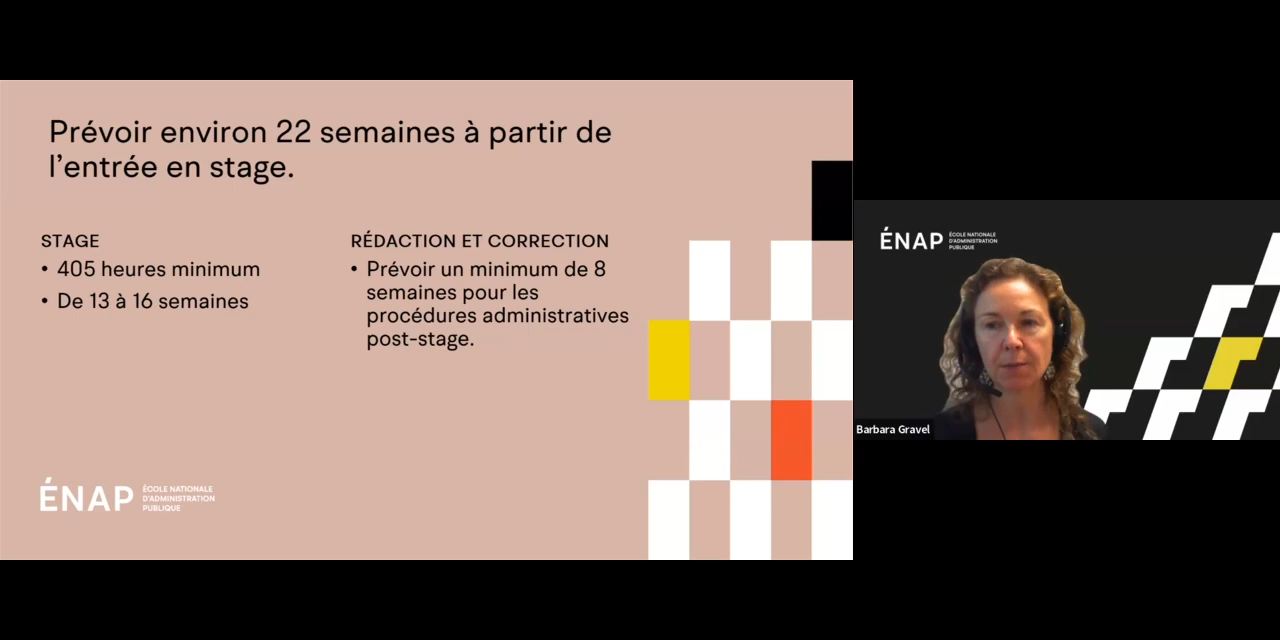 Prévoir environ 22 semaines à partir de
l’entrée en stage.
STAGE
• 405 heures minimum
• De 13 à 16 semaines
RÉDACTION ET CORRECTION
• Prévoir un minimum de 8
semaines pour les
procédures administratives
post-stage.
ÉNAP
ÉCOLE NATIONALE
D'ADMINISTRATION
PUBLIQUE
ÉNAP
ÉCOLE NATIONALE
D'ADMINISTRATION
PUBLIQUE
Barbara Gravel